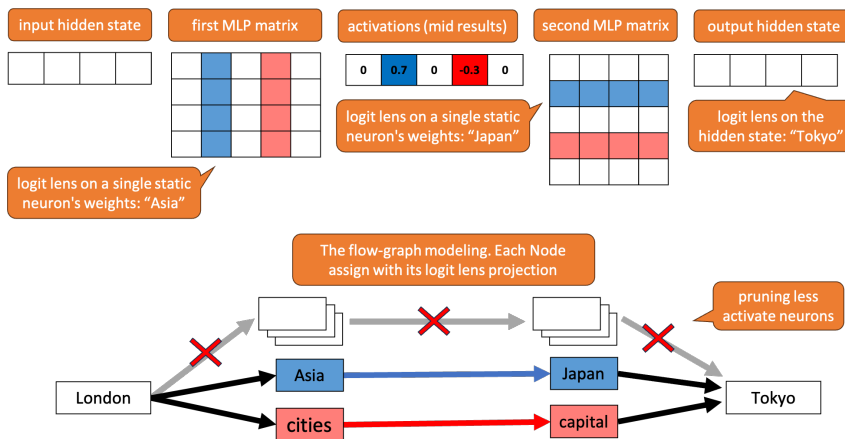 input hidden state
first MLP matrix
activations (mid results)
second MLP matrix
output hidden state
0 0.7 0 -0.3 0
logit lens on a single static
neuron's weights: “Japan”
logit lens on the
hidden state: “Tokyo”
logit lens on a single static
neuron's weights: “Asia”
The flow-graph modeling. Each Node
assign with its logit lens projection
pruning less
activate neurons
London
Asia
Japan
Tokyo
cities
capital